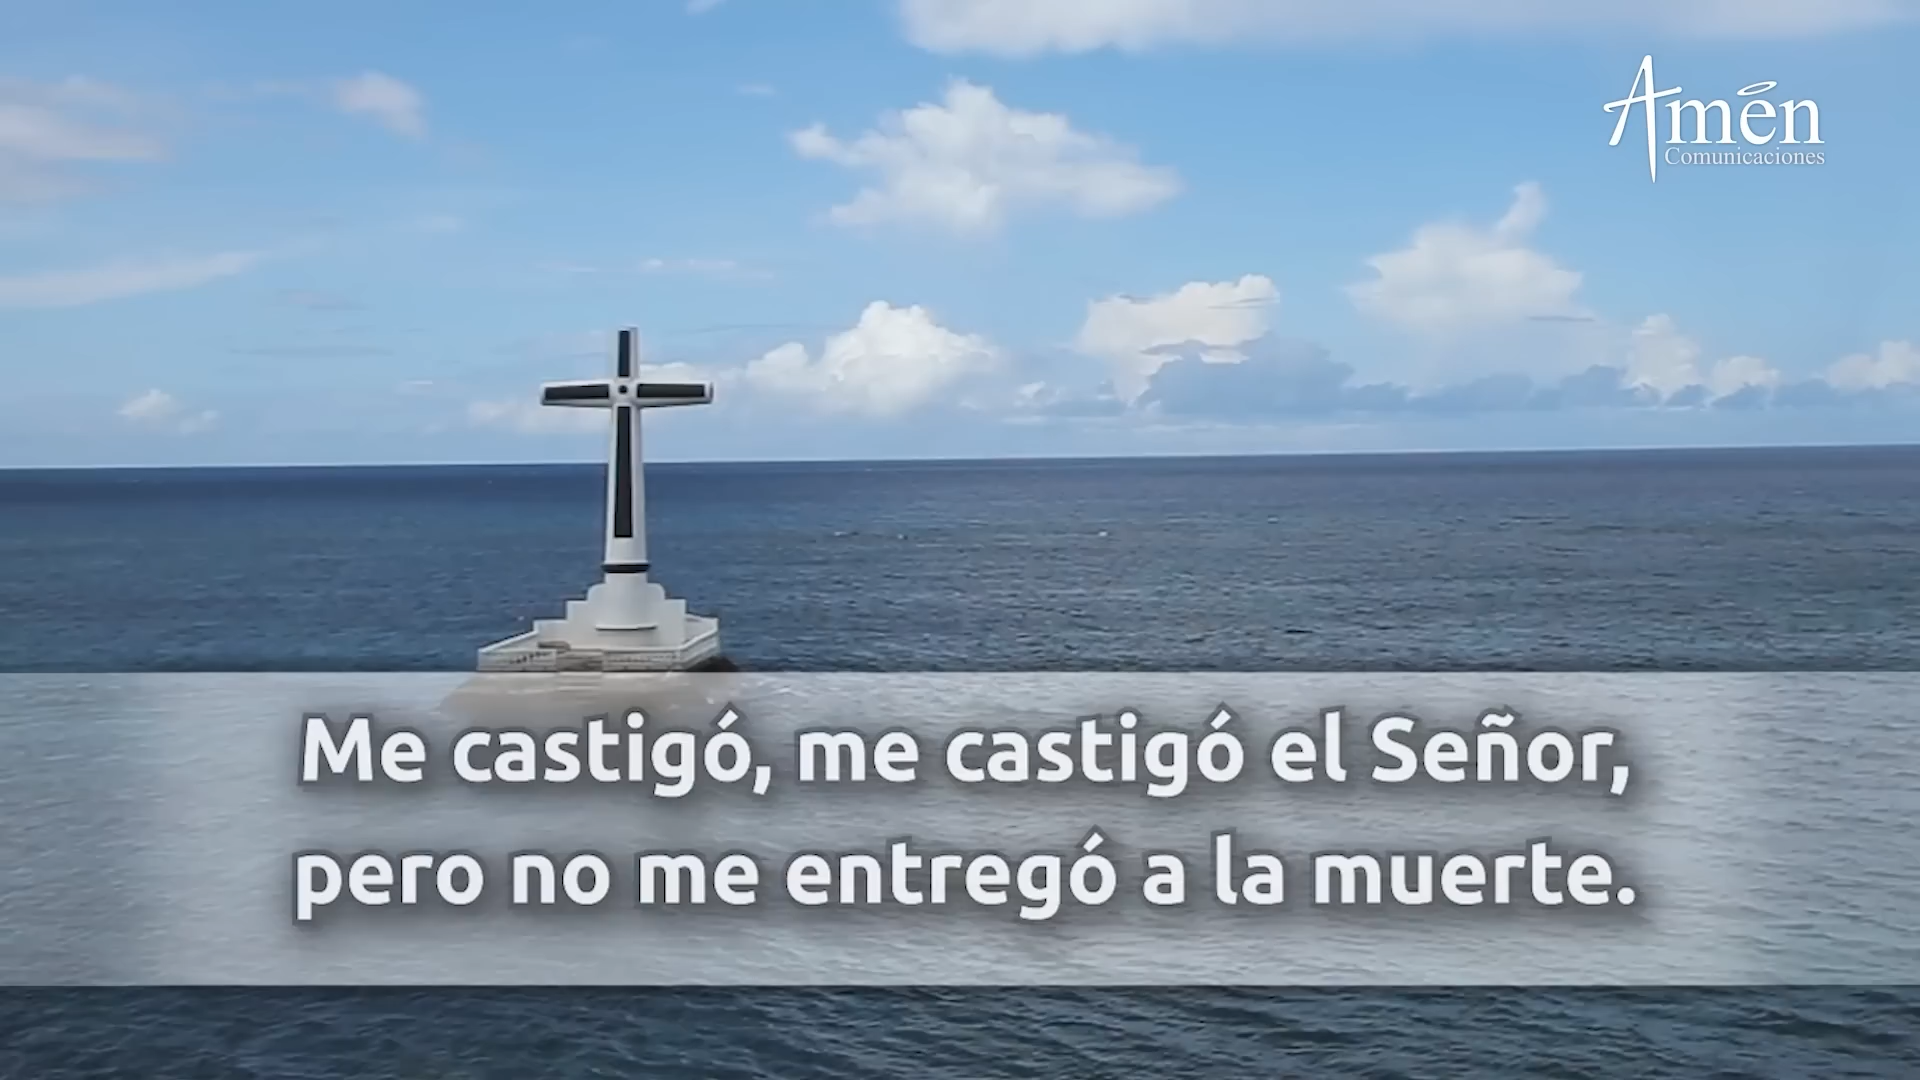 Amén
Comunicaciones
Me castigó, me castigó el Señor,
pero no me entregó a la muerte.